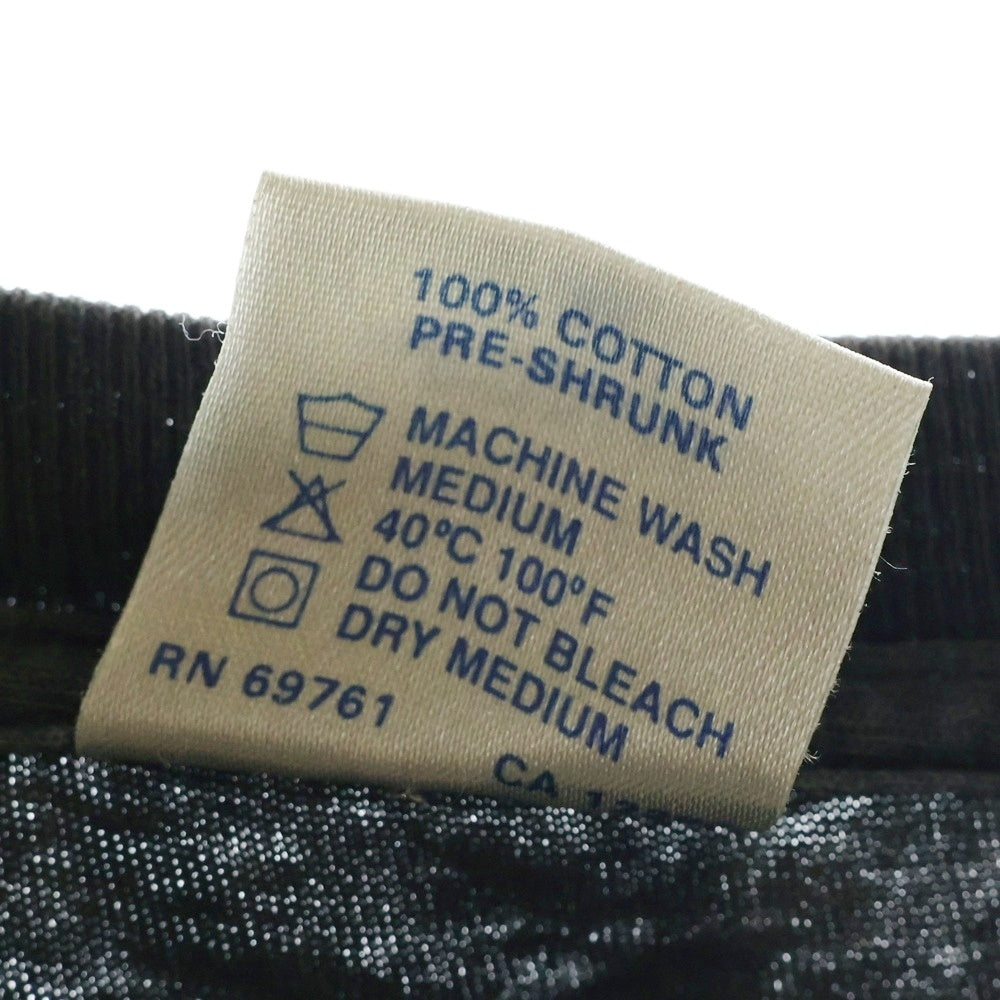 100% COTTON
PRE-SHRUNK
MACHINE WASH
MEDIUM
40°C 100°F
DO NOT BLEACH
DRY MEDIUM
RN 69761
CA